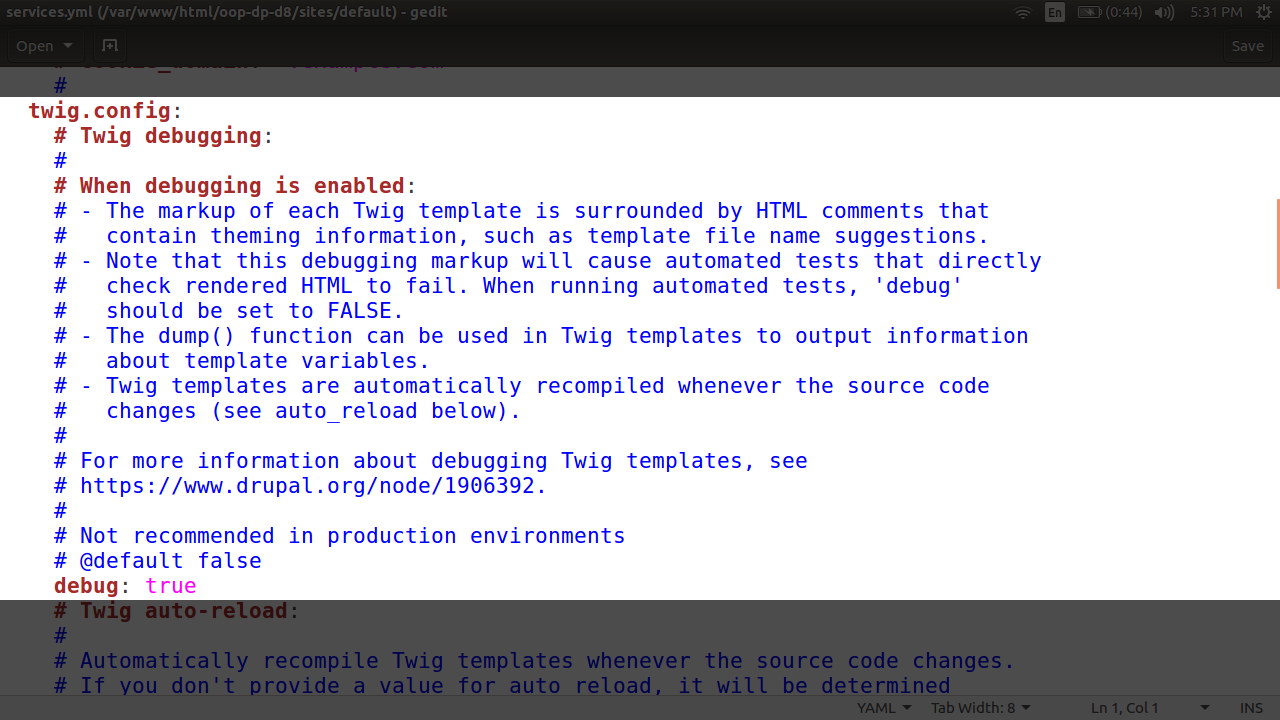 services.yml (/var/www/html/oop-dp-d8/sites/default) - gedit
En (0:44) 5:31 PM
Open Save
#
twig.config:
# Twig debugging:
#
# When debugging is enabled:
# - The markup of each Twig template is surrounded by HTML comments that
#   contain theming information, such as template file name suggestions.
# - Note that this debugging markup will cause automated tests that directly
#   check rendered HTML to fail. When running automated tests, 'debug'
#   should be set to FALSE.
# - The dump() function can be used in Twig templates to output information
#   about template variables.
# - Twig templates are automatically recompiled whenever the source code
#   changes (see auto_reload below).
#
# For more information about debugging Twig templates, see
# https://www.drupal.org/node/1906392.
#
# Not recommended in production environments
# @default false
debug: true
# Twig auto-reload:
#
# Automatically recompile Twig templates whenever the source code changes.
# If you don't provide a value for auto_reload, it will be determined
YAML Tab Width: 8 Ln 1, Col 1 INS